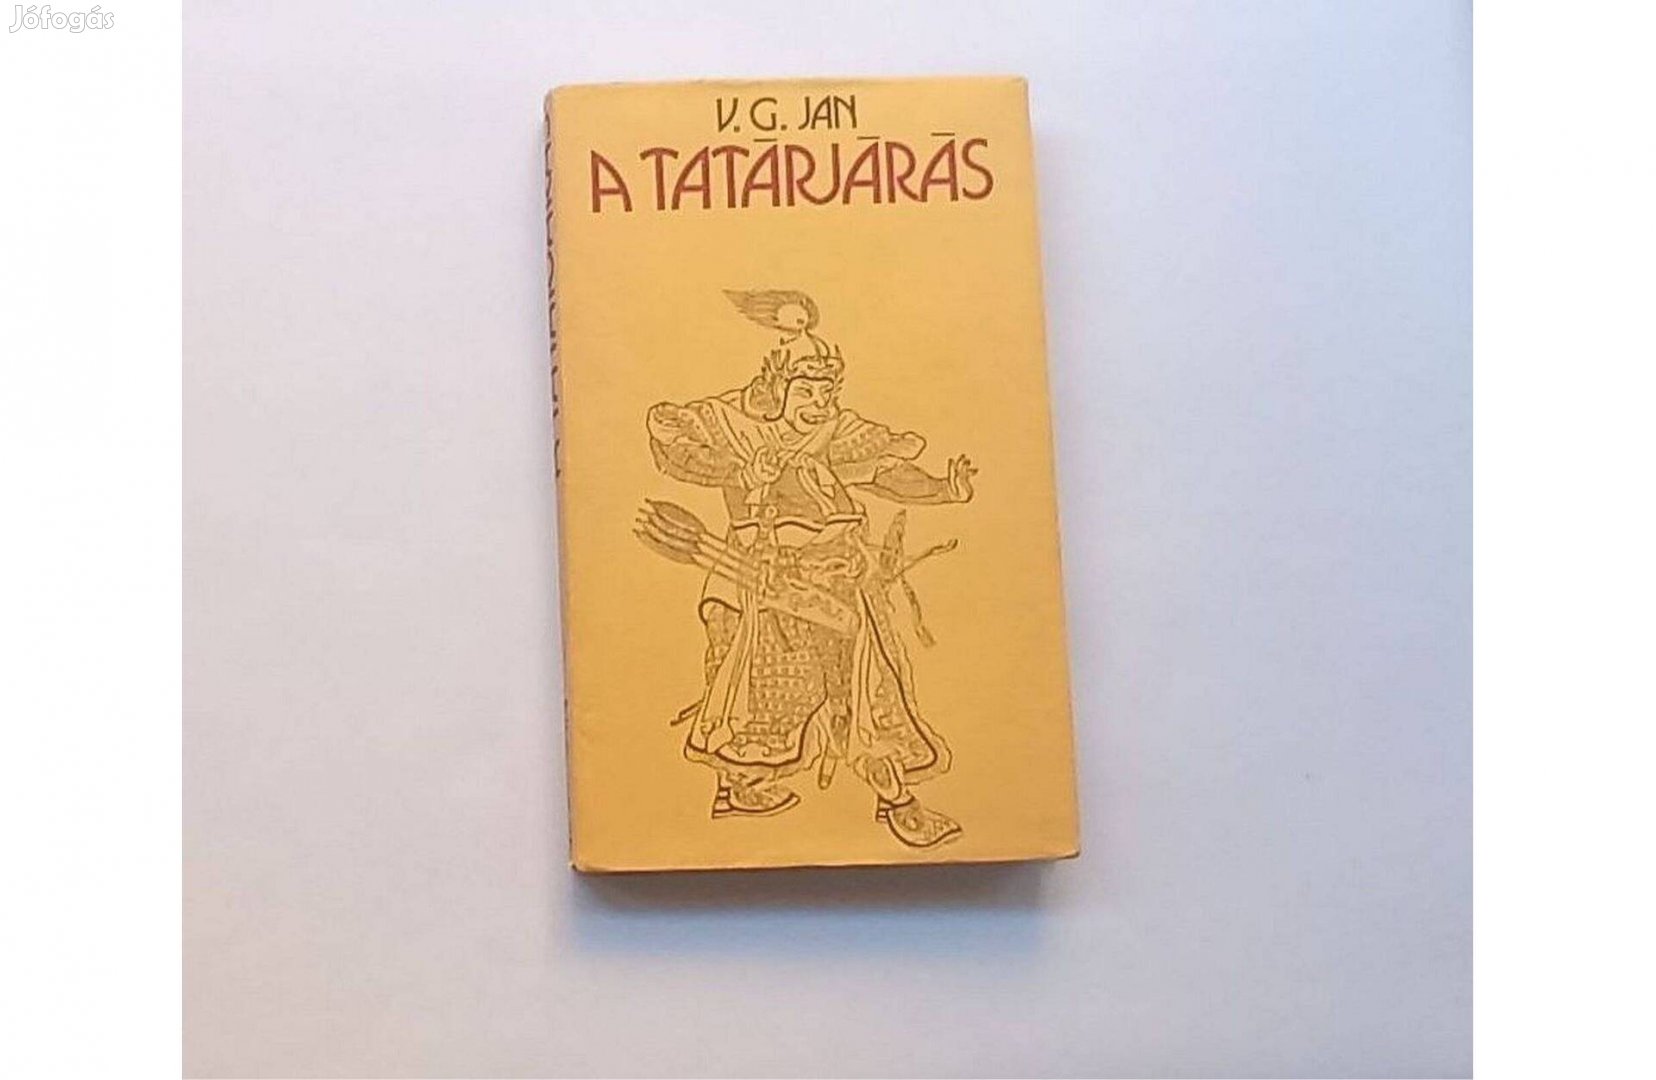 Jófogás
V. G. JAN
A TATÁRJÁRÁS